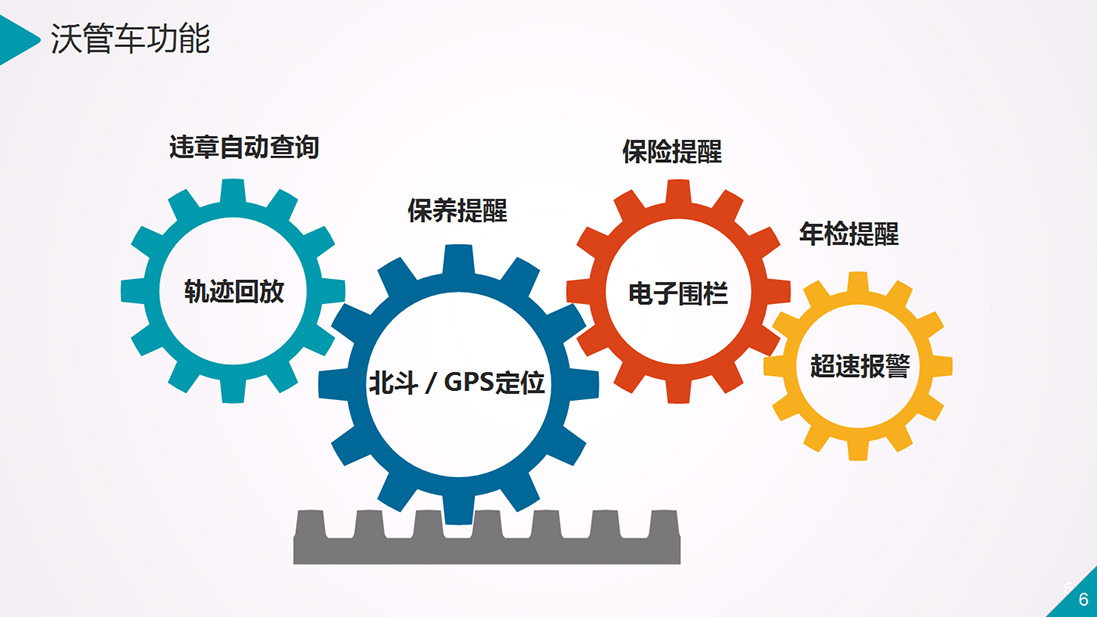 沃管车功能
违章自动查询
轨迹回放
保养提醒
北斗 / GPS定位
保险提醒
电子围栏
年检提醒
超速报警
6